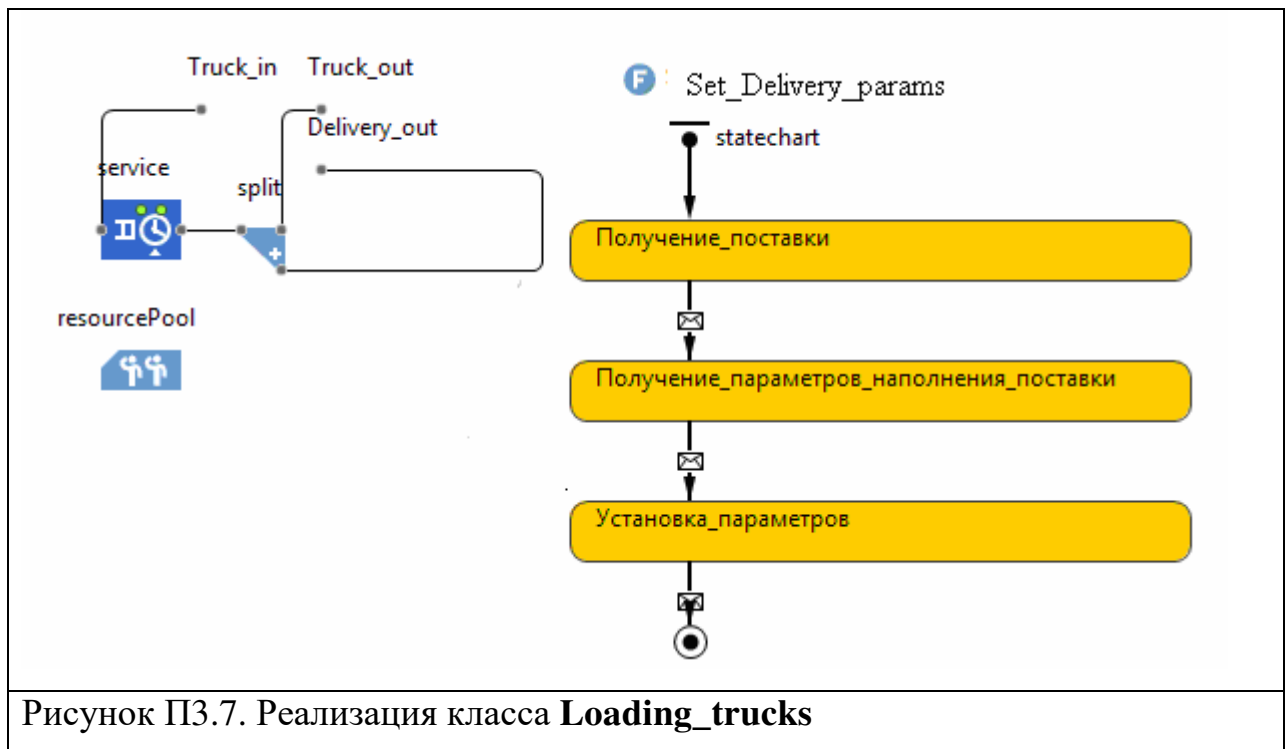 Truck_in
Truck_out
Delivery_out
service
split
resourcePool
F
Set_Delivery_params
statechart
Получение_поставки
Получение_параметров_наполнения_поставки
Установка_параметров
Рисунок П3.7. Реализация класса Loading_trucks